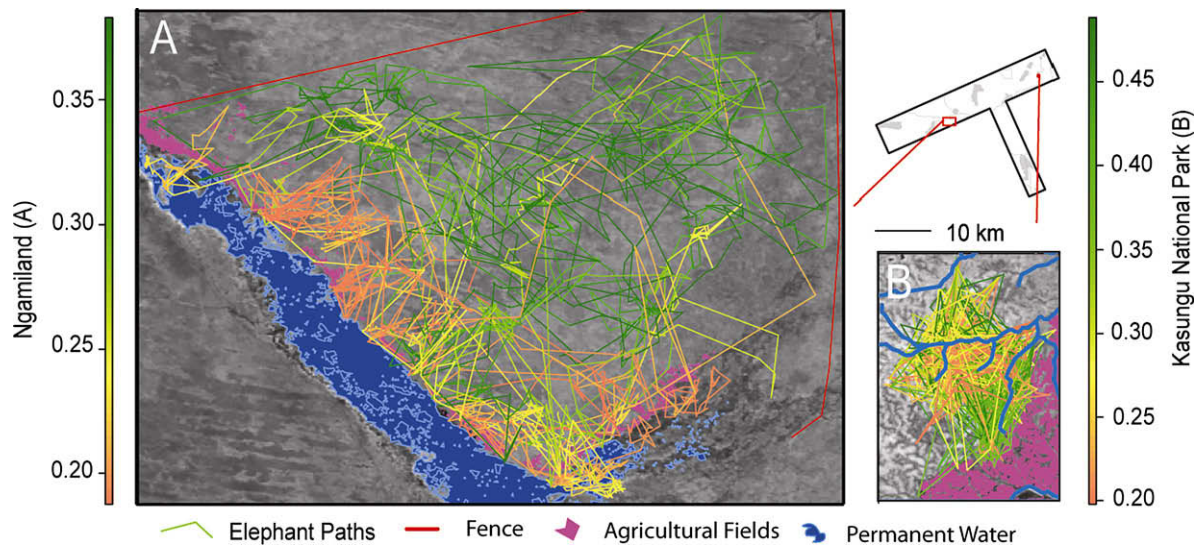 A
0.35
0.30
0.25
0.20
Ngamiland (A)
10 km
B
0.45
0.40
0.35
0.30
0.25
0.20
Kasungu National Park (B)
Elephant Paths
Fence
Agricultural Fields
Permanent Water